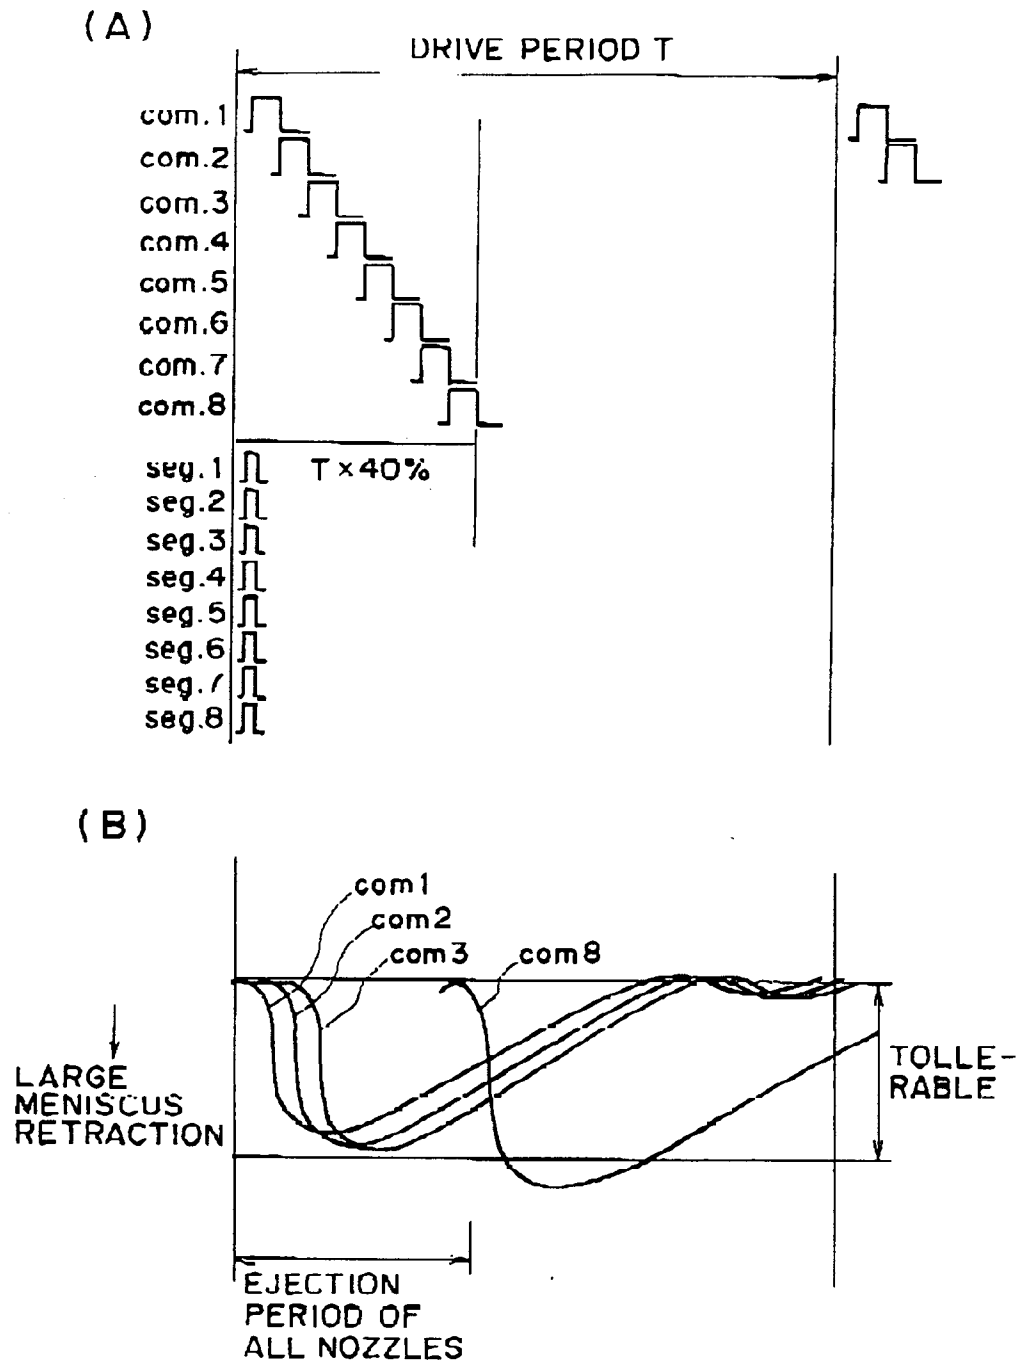 (A)
DRIVE PERIOD T
com.1
com.2
com.3
com.4
com.5
com.6
com.7
com.8
T×40%
seg.1
seg.2
seg.3
seg.4
seg.5
seg.6
seg.7
seg.8
(B)
com1
com2
com3
com8
LARGE
MENISCUS
RETRACTION
TOLLE-
RABLE
EJECTION
PERIOD OF
ALL NOZZLES